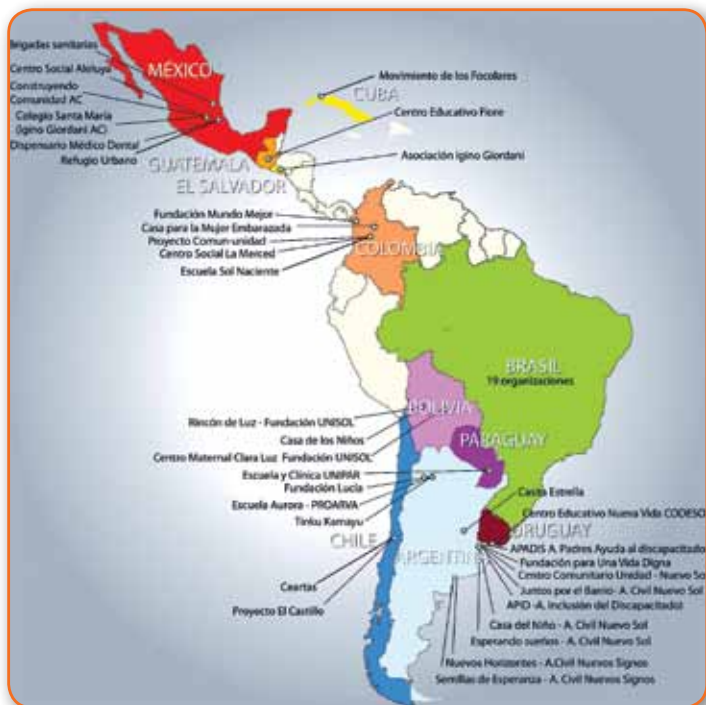 Brigadas sanitarias
MÉXICO
Centro Social Aleluya
Construyendo
Comunidad AC
Colegio Santa María
(Igino Giordani AC)
Dispensario Médico Dental
Refugio Urbano
Movimiento de los Focolares
CUBA
Centro Educativo Fiore
GUATEMALA
Asociación Igino Giordani
EL SALVADOR
Fundación Mundo Mejor
Casa para la Mujer Embarazada
Proyecto Comun-unidad
Centro Social La Merced
COLOMBIA
Escuela Sol Naciente
BRASIL
19 organizaciones
BOLIVIA
Rincón de Luz - Fundación UNISOL
Casa de los Niños
PARAGUAY
Centro Maternal Clara Luz Fundación UNISOL
Escuela y Clínica UNIPAR
Fundación Lucía
Casita Estrella
Escuela Aurora - PROARVA
Centro Educativo Nueva Vida CODESO
Tinku Kamayu
URUGUAY
CHILE
ARGENTINA
APADIS A. Padres Ayuda al discapacitado
Fundación para Una Vida Digna
Centro Comunitario Unidad - Nuevo Sol
Ceartas
Juntos por el Barrio- A. Civil Nuevo Sol
Proyecto El Castillo
APID -A. Inclusión del Discapacitado)
Casa del Niño - A. Civil Nuevo Sol
Esperando sueños - A. Civil Nuevo Sol
Nuevos Horizontes - A.Civil Nuevos Signos
Semillas de Esperanza - A. Civil Nuevos Signos